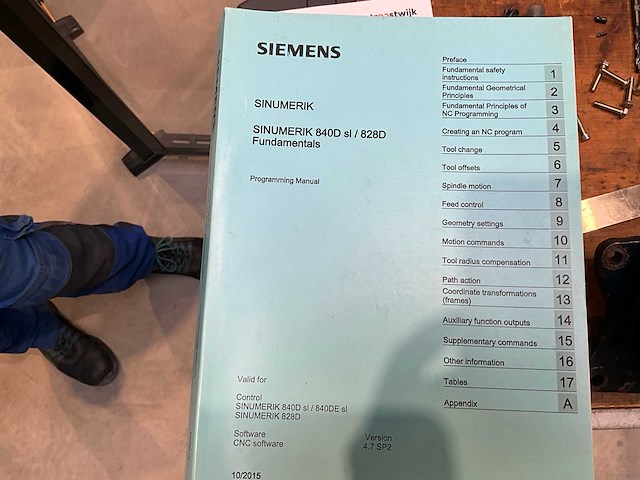 stwijk
SIEMENS
SINUMERIK
SINUMERIK 840D sl / 828D
Fundamentals
Programming Manual
Preface
Fundamental safety
instructions 1
Fundamental Geometrical
Principles 2
Fundamental Principles of
NC Programming 3
Creating an NC program 4
Tool change 5
Tool offsets 6
Spindle motion 7
Feed control 8
Geometry settings 9
Motion commands 10
Tool radius compensation 11
Path action 12
Coordinate transformations
(frames) 13
Auxiliary function outputs 14
Supplementary commands 15
Other information 16
Tables 17
Appendix A
Valid for
Control
SINUMERIK 840D sl / 840DE sl
SINUMERIK 828D
Software Version
CNC software 4.7 SP2
10/2015